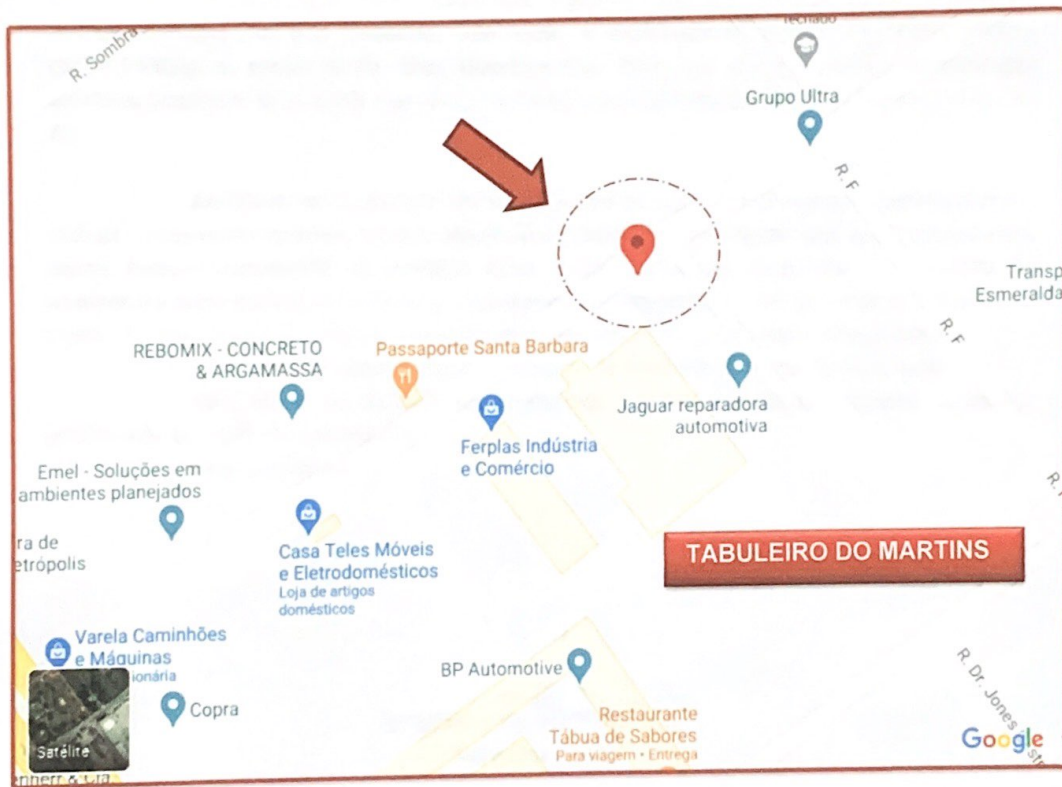 fechado
R. Sombra
Grupo Ultra
R. F
Transp
Esmeralda
R. F
REBOMIX - CONCRETO
& ARGAMASSA
Passaporte Santa Barbara
Jaguar reparadora
automotiva
Ferplas Indústria
e Comércio
Emel - Soluções em
ambientes planejados
ra de
etrópolis
Casa Teles Móveis
e Eletrodomésticos
Loja de artigos
domésticos
TABULEIRO DO MARTINS
Varela Caminhões
e Máquinas
ionária
BP Automotive
R. Dr. Jones
Copra
Restaurante
Tábua de Sabores
Para viagem • Entrega
Satélite
Google